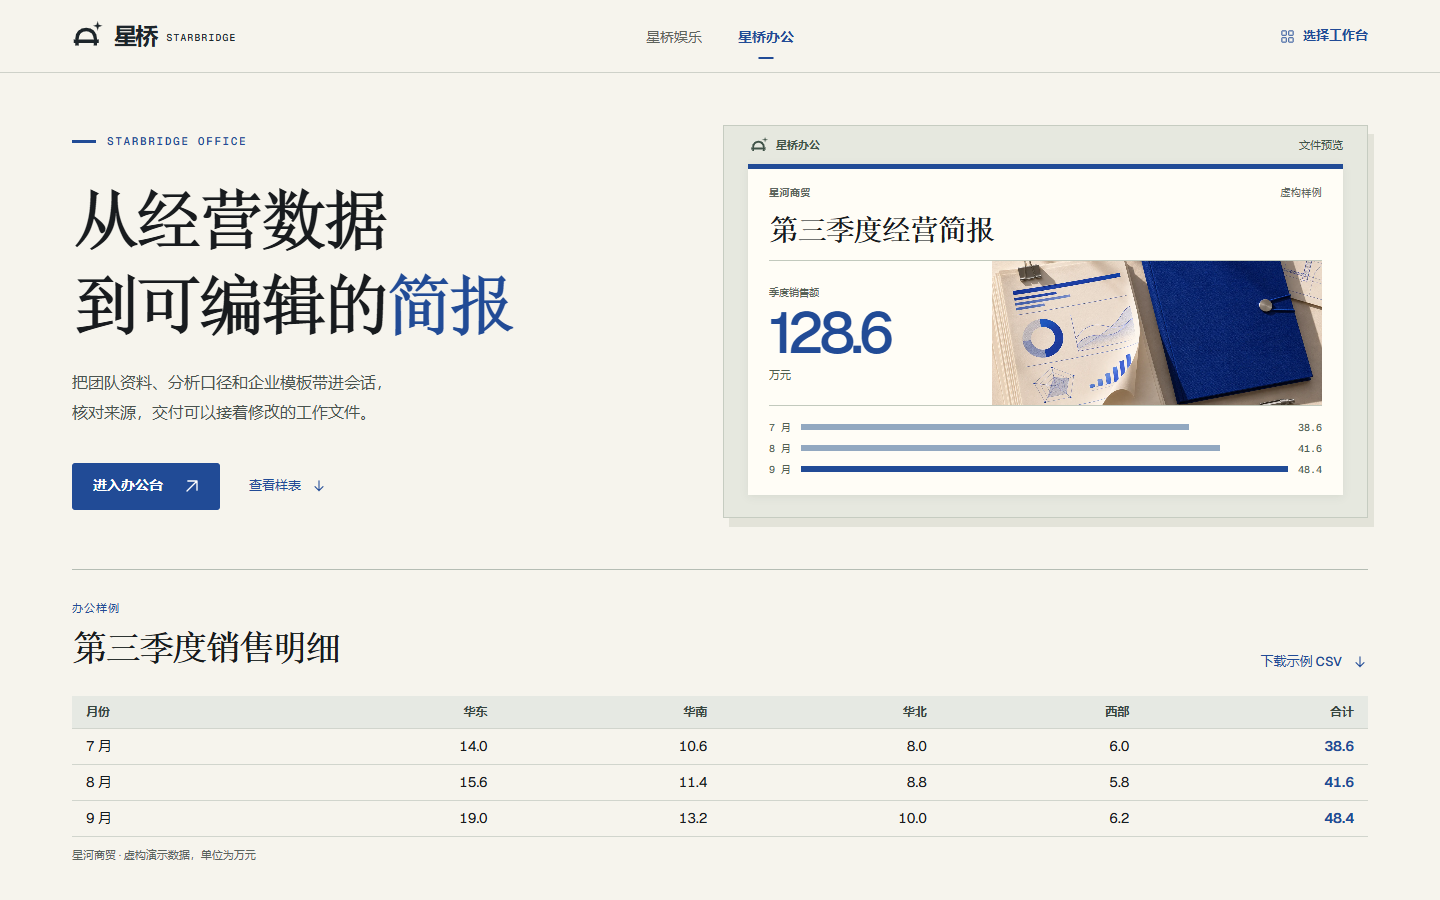 星桥 STARBRIDGE
星桥娱乐
星桥办公
选择工作台
STARBRIDGE OFFICE
从经营数据
到可编辑的简报
把团队资料、分析口径和企业模板带进会话，
核对来源，交付可以接着修改的工作文件。
进入办公台
查看样表
星桥办公
文件预览
星河商贸
虚构样例
第三季度经营简报
季度销售额
128.6
万元
7 月 38.6
8 月 41.6
9 月 48.4
办公样例
第三季度销售明细
下载示例 CSV
月份 华东 华南 华北 西部 合计
7 月 14.0 10.6 8.0 6.0 38.6
8 月 15.6 11.4 8.8 5.8 41.6
9 月 19.0 13.2 10.0 6.2 48.4
星河商贸 · 虚构演示数据，单位为万元